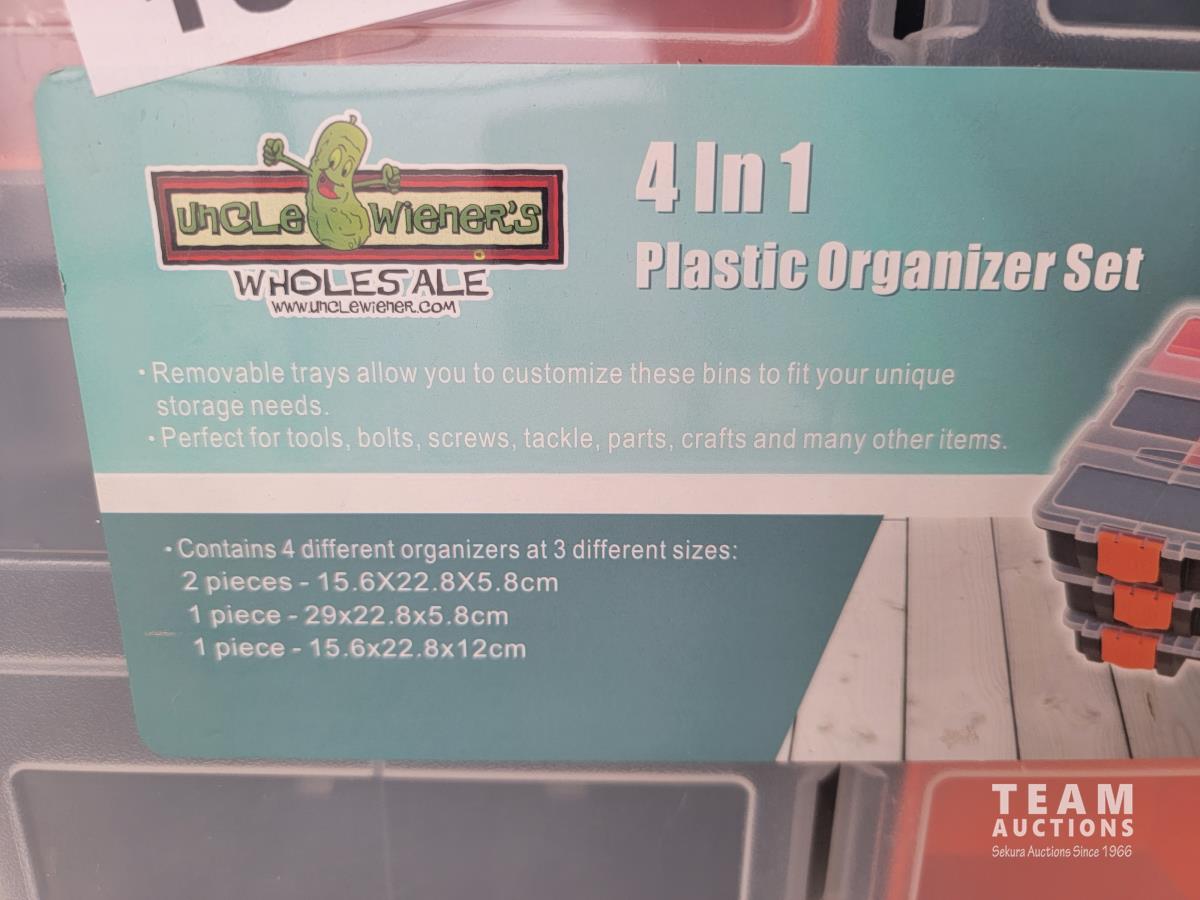 UNCLE WIENER'S
WHOLESALE
WWW.UNCLEWIENER.COM
4 In 1
Plastic Organizer Set
· Removable trays allow you to customize these bins to fit your unique
storage needs.
· Perfect for tools, bolts, screws, tackle, parts, crafts and many other items.
· Contains 4 different organizers at 3 different sizes:
2 pieces - 15.6X22.8X5.8cm
1 piece - 29x22.8x5.8cm
1 piece - 15.6x22.8x12cm
TEAM
AUCTIONS
Sekura Auctions Since 1966